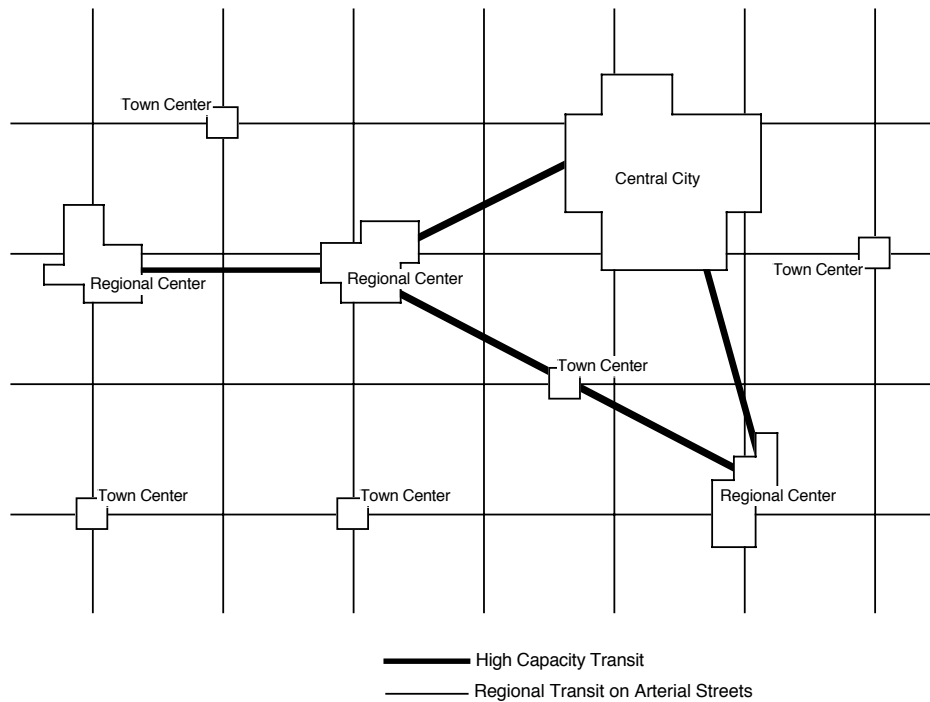 Town Center
Central City
Town Center
Regional Center
Regional Center
Town Center
Town Center
Town Center
Regional Center
High Capacity Transit
Regional Transit on Arterial Streets